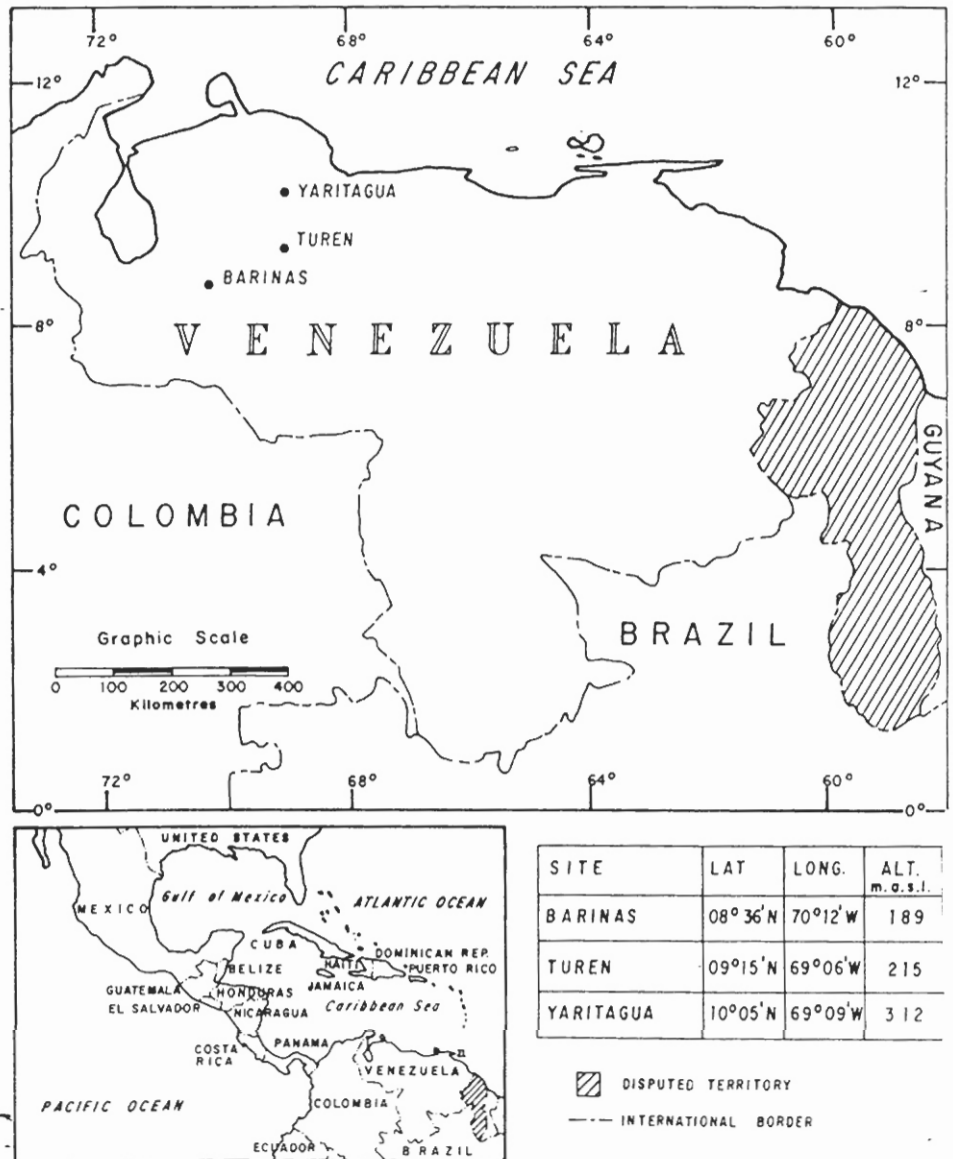 72° 68° 64° 60°
CARIBBEAN SEA
12° 12°
YARITAGUA
TUREN
BARINAS
8° VENEZUELA 8°
GUYANA
COLOMBIA
4°
BRAZIL
Graphic Scale
0 100 200 300 400
Kilometres
72° 68° 64° 60°
0° 0°
UNITED STATES
Gulf of Mexico
ATLANTIC OCEAN
MEXICO
CUBA
DOMINICAN REP.
HAITI
PUERTO RICO
BELIZE
JAMAICA
GUATEMALA
HONDURAS
Caribbean Sea
EL SALVADOR
NICARAGUA
COSTA
RICA
PANAMA
VENEZUELA
COLOMBIA
PACIFIC OCEAN
ECUADOR
BRAZIL
SITE LAT LONG. ALT.
m.a.s.l.
BARINAS 08°36'N 70°12'W 189
TUREN 09°15'N 69°06'W 215
YARITAGUA 10°05'N 69°09'W 312
DISPUTED TERRITORY
INTERNATIONAL BORDER